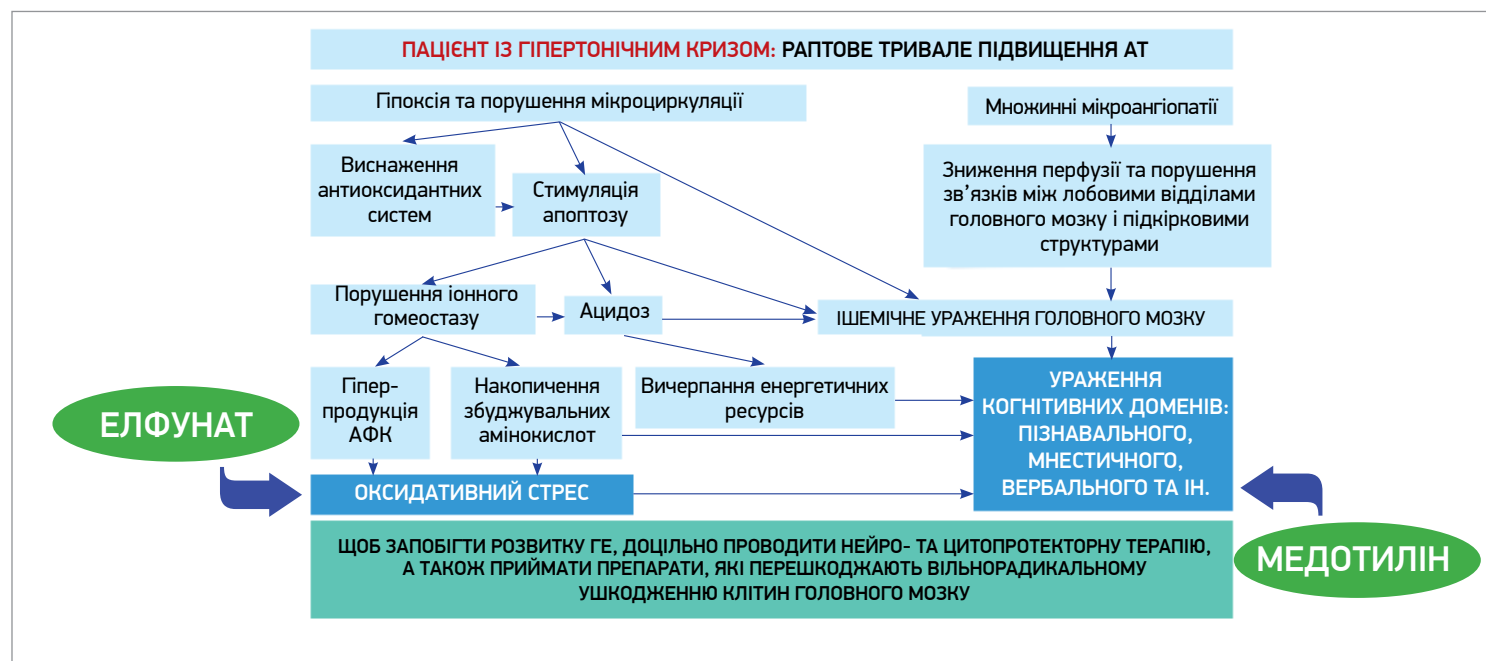 ПАЦІЄНТ ІЗ ГІПЕРТОНІЧНИМ КРИЗОМ: РАПТОВЕ ТРИВАЛЕ ПІДВИЩЕННЯ АТ
Гіпоксія та порушення мікроциркуляції
Множинні мікроангіопатії
Виснаження
антиоксидантних
систем
Стимуляція
апоптозу
Зниження перфузії та порушення
зв’язків між лобовими відділами
головного мозку і підкірковими
структурами
Порушення іонного
гомеостазу
Ацидоз
ІШЕМІЧНЕ УРАЖЕННЯ ГОЛОВНОГО МОЗКУ
Гіпер-
продукція
АФК
Накопичення
збуджувальних
амінокислот
Вичерпання енергетичних
ресурсів
УРАЖЕННЯ
КОГНІТИВНИХ ДОМЕНІВ:
ПІЗНАВАЛЬНОГО,
МНЕСТИЧНОГО,
ВЕРБАЛЬНОГО ТА ІН.
ЕЛФУНАТ
ОКСИДАТИВНИЙ СТРЕС
ЩОБ ЗАПОБІГТИ РОЗВИТКУ ГЕ, ДОЦІЛЬНО ПРОВОДИТИ НЕЙРО- ТА ЦИТОПРОТЕКТОРНУ ТЕРАПІЮ,
А ТАКОЖ ПРИЙМАТИ ПРЕПАРАТИ, ЯКІ ПЕРЕШКОДЖАЮТЬ ВІЛЬНОРАДИКАЛЬНОМУ
УШКОДЖЕННЮ КЛІТИН ГОЛОВНОГО МОЗКУ
МЕДОТИЛІН